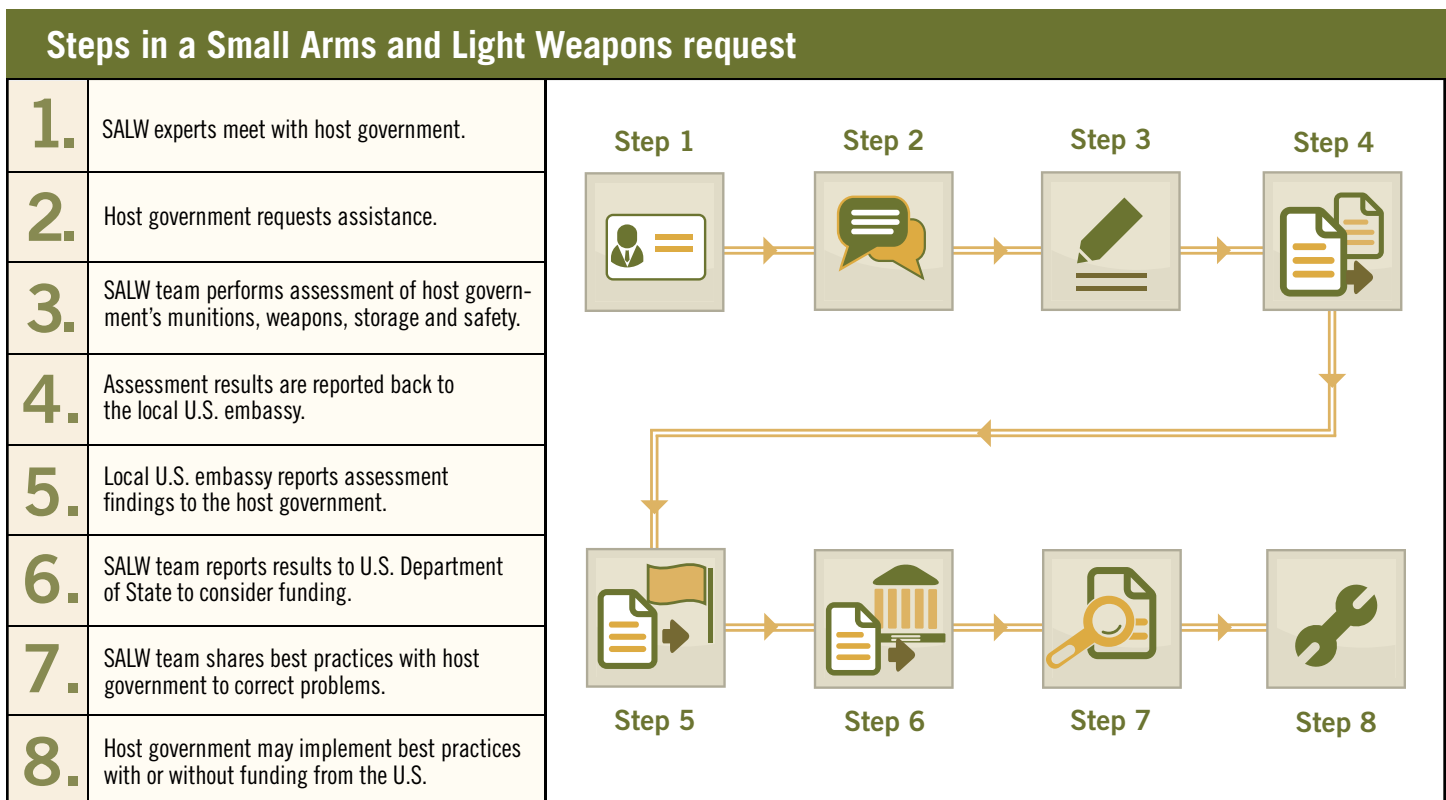 Steps in a Small Arms and Light Weapons request
1.
SALW experts meet with host government.
2.
Host government requests assistance.
3.
SALW team performs assessment of host govern-
ment's munitions, weapons, storage and safety.
4.
Assessment results are reported back to
the local U.S. embassy.
5.
Local U.S. embassy reports assessment
findings to the host government.
6.
SALW team reports results to U.S. Department
of State to consider funding.
7.
SALW team shares best practices with host
government to correct problems.
8.
Host government may implement best practices
with or without funding from the U.S.
Step 1
Step 2
Step 3
Step 4
Step 5
Step 6
Step 7
Step 8